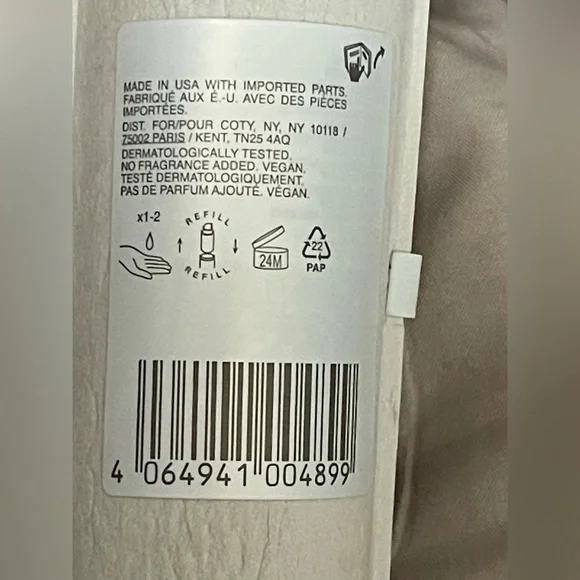 MADE IN USA WITH IMPORTED PARTS.
FABRIQUÉ AUX É.-U. AVEC DES PIÈCES
IMPORTÉES.
DIST. FOR/POUR COTY, NY, NY 10118 /
75002 PARIS / KENT, TN25 4AQ
DERMATOLOGICALLY TESTED.
NO FRAGRANCE ADDED. VEGAN.
TESTÉ DERMATOLOGIQUEMENT.
PAS DE PARFUM AJOUTÉ. VÉGAN.
x1-2
REFILL
REFILL
24M
22
PAP
4 064941 004899